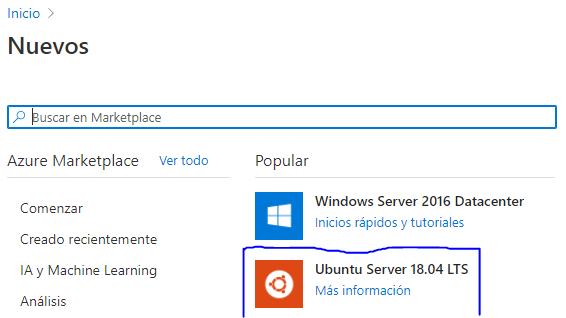 Inicio >
Nuevos
Buscar en Marketplace
Azure Marketplace Ver todo
Popular
Comenzar
Creado recientemente
IA y Machine Learning
Análisis
Windows Server 2016 Datacenter
Inicios rápidos y tutoriales
Ubuntu Server 18.04 LTS
Más información